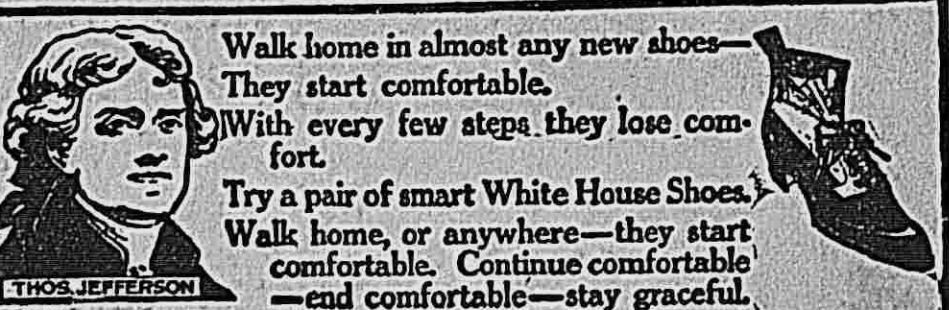 Walk home in almost any new shoes—
They start comfortable.
With every few steps they lose com-
fort.
Try a pair of smart White House Shoes.
Walk home, or anywhere—they start
comfortable. Continue comfortable
—end comfortable—stay graceful.
THOS. JEFFERSON